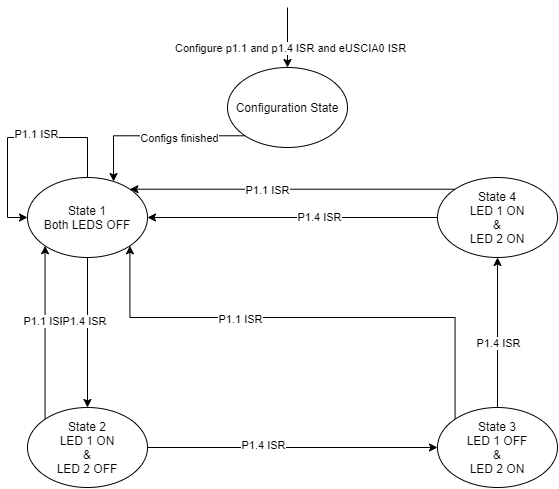 Configure p1.1 and p1.4 ISR and eUSCIA0 ISR
Configuration State
P1.1 ISR
Configs finished
State 1
Both LEDS OFF
P1.1 ISR
P1.4 ISR
State 4
LED 1 ON
&
LED 2 ON
P1.1 ISI
P1.4 ISR
P1.1 ISR
P1.4 ISR
State 2
LED 1 ON
&
LED 2 OFF
P1.4 ISR
State 3
LED 1 OFF
&
LED 2 ON